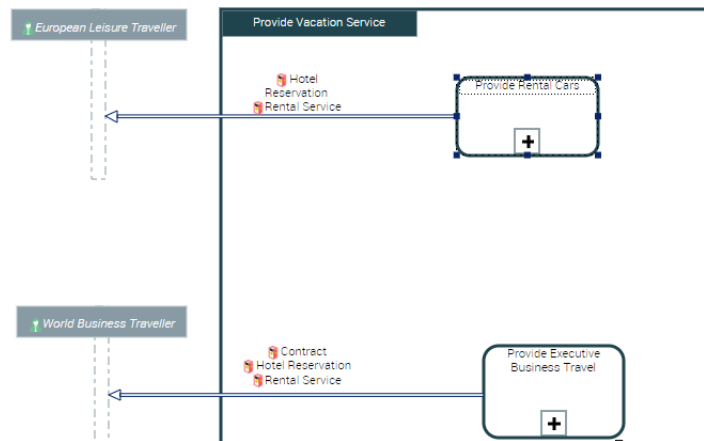 European Leisure Traveller
Provide Vacation Service
Hotel
Reservation
Rental Service
Provide Rental Cars
World Business Traveller
Contract
Hotel Reservation
Rental Service
Provide Executive
Business Travel